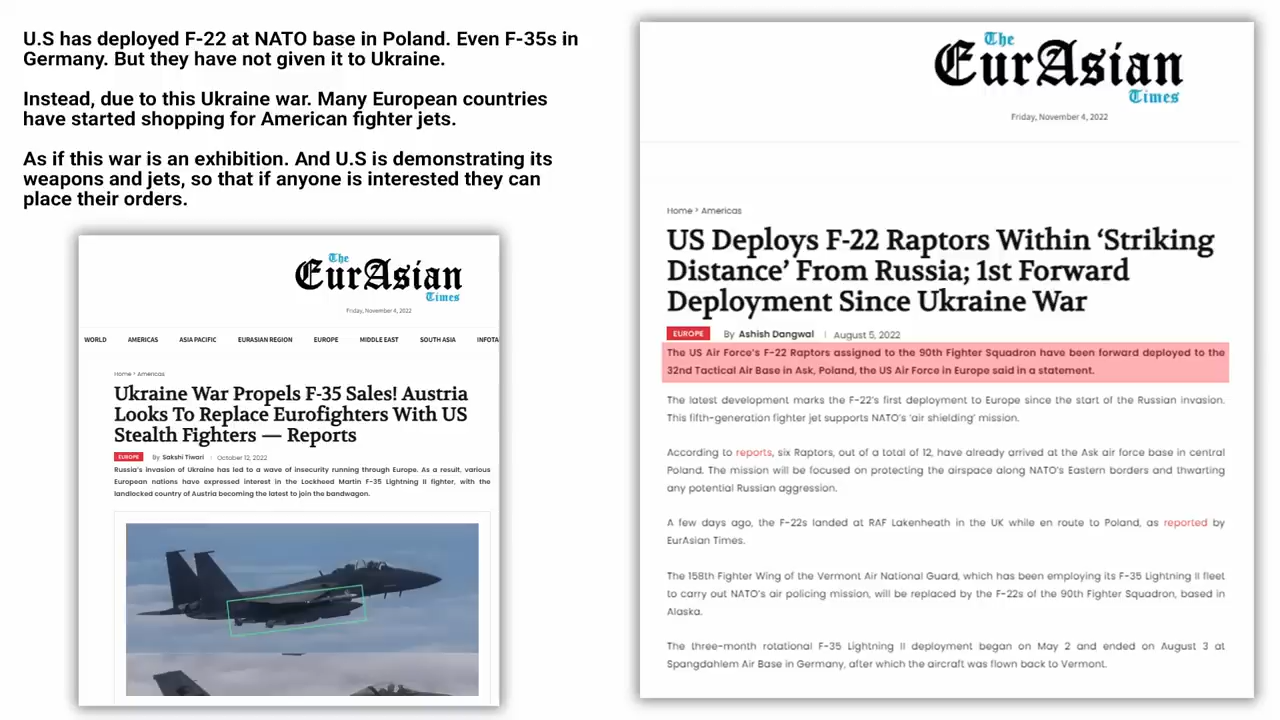 U.S has deployed F-22 at NATO base in Poland. Even F-35s in
Germany. But they have not given it to Ukraine.
Instead, due to this Ukraine war. Many European countries
have started shopping for American fighter jets.
As if this war is an exhibition. And U.S is demonstrating its
weapons and jets, so that if anyone is interested they can
place their orders.
The
EurAsian
Times
Friday, November 4, 2022
WORLD AMERICAS ASIA PACIFIC EURASIAN REGION EUROPE MIDDLE EAST SOUTH ASIA INFOTA
Home > Americas
Ukraine War Propels F-35 Sales! Austria
Looks To Replace Eurofighters With US
Stealth Fighters — Reports
EUROPE By Sakshi Tiwari | October 12, 2022
Russia's invasion of Ukraine has led to a wave of insecurity running through Europe. As a result, various
European nations have expressed interest in the Lockheed Martin F-35 Lightning II fighter, with the
landlocked country of Austria becoming the latest to join the bandwagon.
The
EurAsian
Times
Friday, November 4, 2022
Home > Americas
US Deploys F-22 Raptors Within ‘Striking
Distance’ From Russia; 1st Forward
Deployment Since Ukraine War
EUROPE By Ashish Dangwal | August 5, 2022
The US Air Force's F-22 Raptors assigned to the 90th Fighter Squadron have been forward deployed to the
32nd Tactical Air Base in Ask, Poland, the US Air Force in Europe said in a statement.
The latest development marks the F-22's first deployment to Europe since the start of the Russian invasion.
This fifth-generation fighter jet supports NATO's ‘air shielding’ mission.
According to reports, six Raptors, out of a total of 12, have already arrived at the Ask air force base in central
Poland. The mission will be focused on protecting the airspace along NATO's Eastern borders and thwarting
any potential Russian aggression.
A few days ago, the F-22s landed at RAF Lakenheath in the UK while en route to Poland, as reported by
EurAsian Times.
The 158th Fighter Wing of the Vermont Air National Guard, which has been employing its F-35 Lightning II fleet
to carry out NATO's air policing mission, will be replaced by the F-22s of the 90th Fighter Squadron, based in
Alaska.
The three-month rotational F-35 Lightning II deployment began on May 2 and ended on August 3 at
Spangdahlem Air Base in Germany, after which the aircraft was flown back to Vermont.